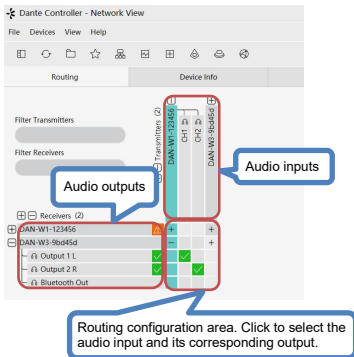 Dante Controller - Network View
File Devices View Help
Routing
Device Info
Filter Transmitters
Filter Receivers
Transmitters (2)
DAN-W1-123456
CH1
CH2
DAN-W3-9bd45d
Audio inputs
Audio outputs
Receivers (2)
DAN-W1-123456
DAN-W3-9bd45d
Output 1 L
Output 2 R
Bluetooth Out
Routing configuration area. Click to select the
audio input and its corresponding output.